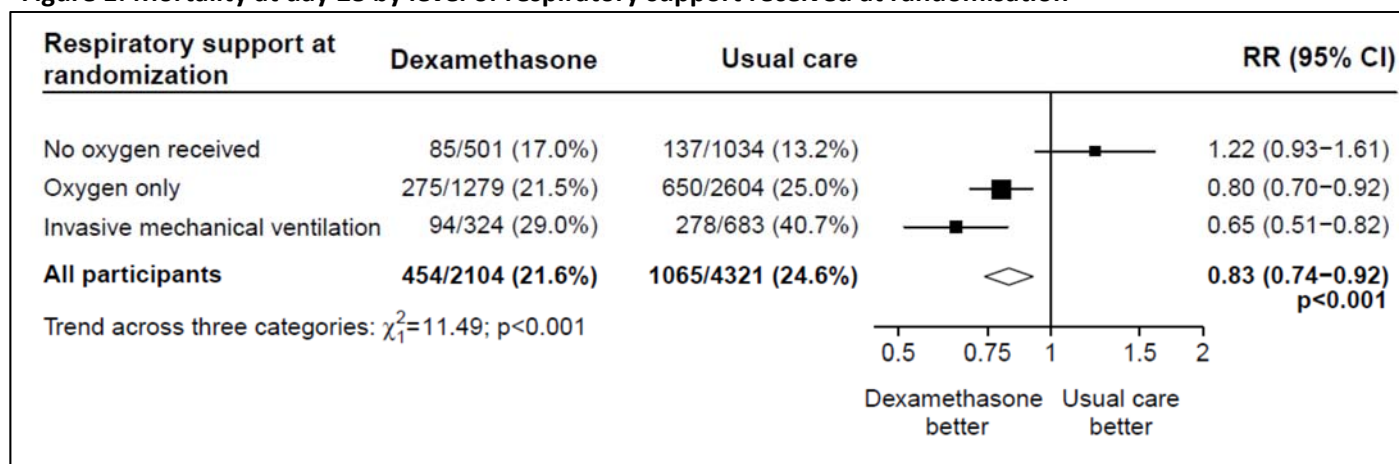 Respiratory support at randomization Dexamethasone Usual care RR (95% CI)
No oxygen received 85/501 (17.0%) 137/1034 (13.2%) 1.22 (0.93−1.61)
Oxygen only 275/1279 (21.5%) 650/2604 (25.0%) 0.80 (0.70−0.92)
Invasive mechanical ventilation 94/324 (29.0%) 278/683 (40.7%) 0.65 (0.51−0.82)
All participants 454/2104 (21.6%) 1065/4321 (24.6%) 0.83 (0.74−0.92)
p<0.001
Trend across three categories: χ²₁=11.49; p<0.001
0.5 0.75 1 1.5 2
Dexamethasone better Usual care better